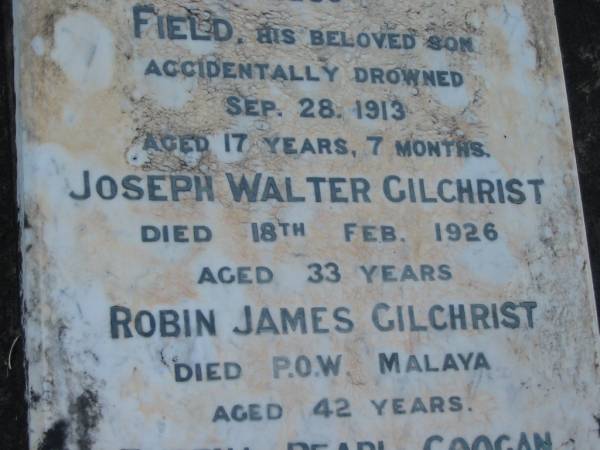 FIELD, HIS BELOVED SON
ACCIDENTALLY DROWNED
SEP. 28. 1913
AGED 17 YEARS, 7 MONTHS.
JOSEPH WALTER GILCHRIST
DIED 18TH FEB. 1926
AGED 33 YEARS
ROBIN JAMES GILCHRIST
DIED P.O.W. MALAYA
AGED 42 YEARS.
PEARL COOGAN